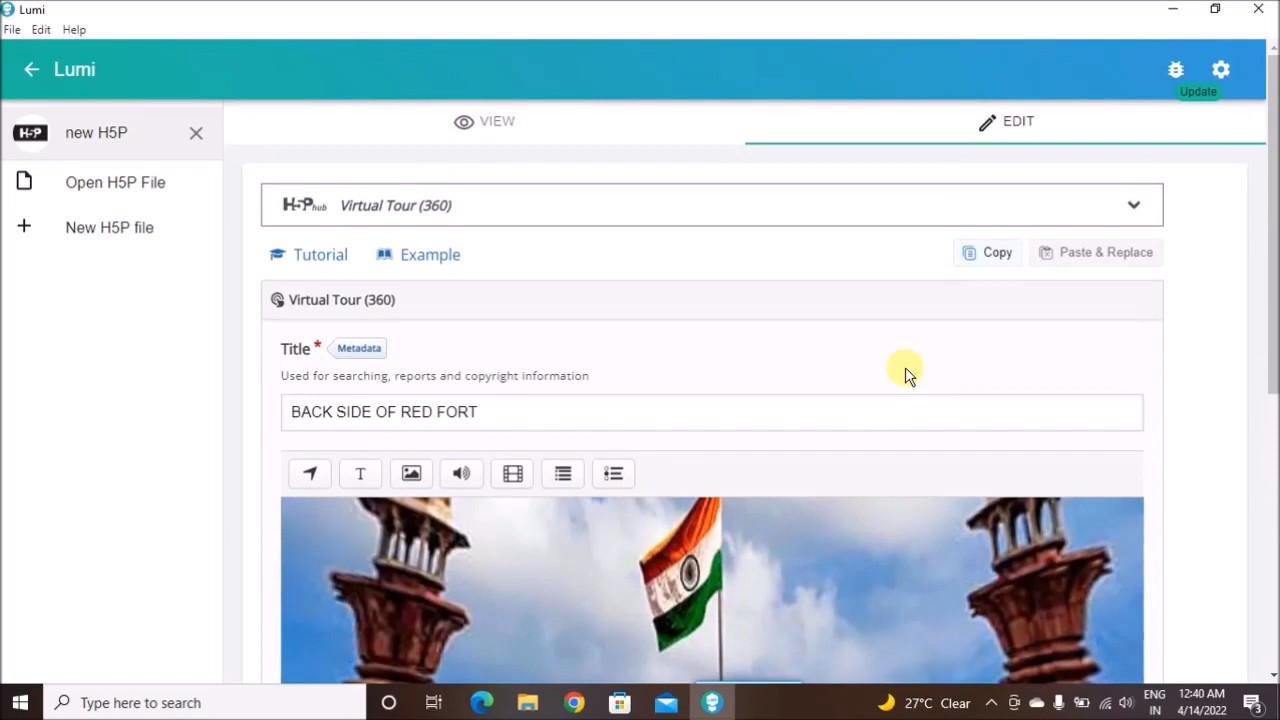 Lumi
File Edit Help
Lumi
Update
new H5P
Open H5P File
New H5P file
VIEW
EDIT
H5Phub Virtual Tour (360)
Tutorial Example
Copy Paste & Replace
Virtual Tour (360)
Title * Metadata
Used for searching, reports and copyright information
BACK SIDE OF RED FORT
T
Type here to search
27°C Clear
ENG
IN
12:40 AM
4/14/2022
3